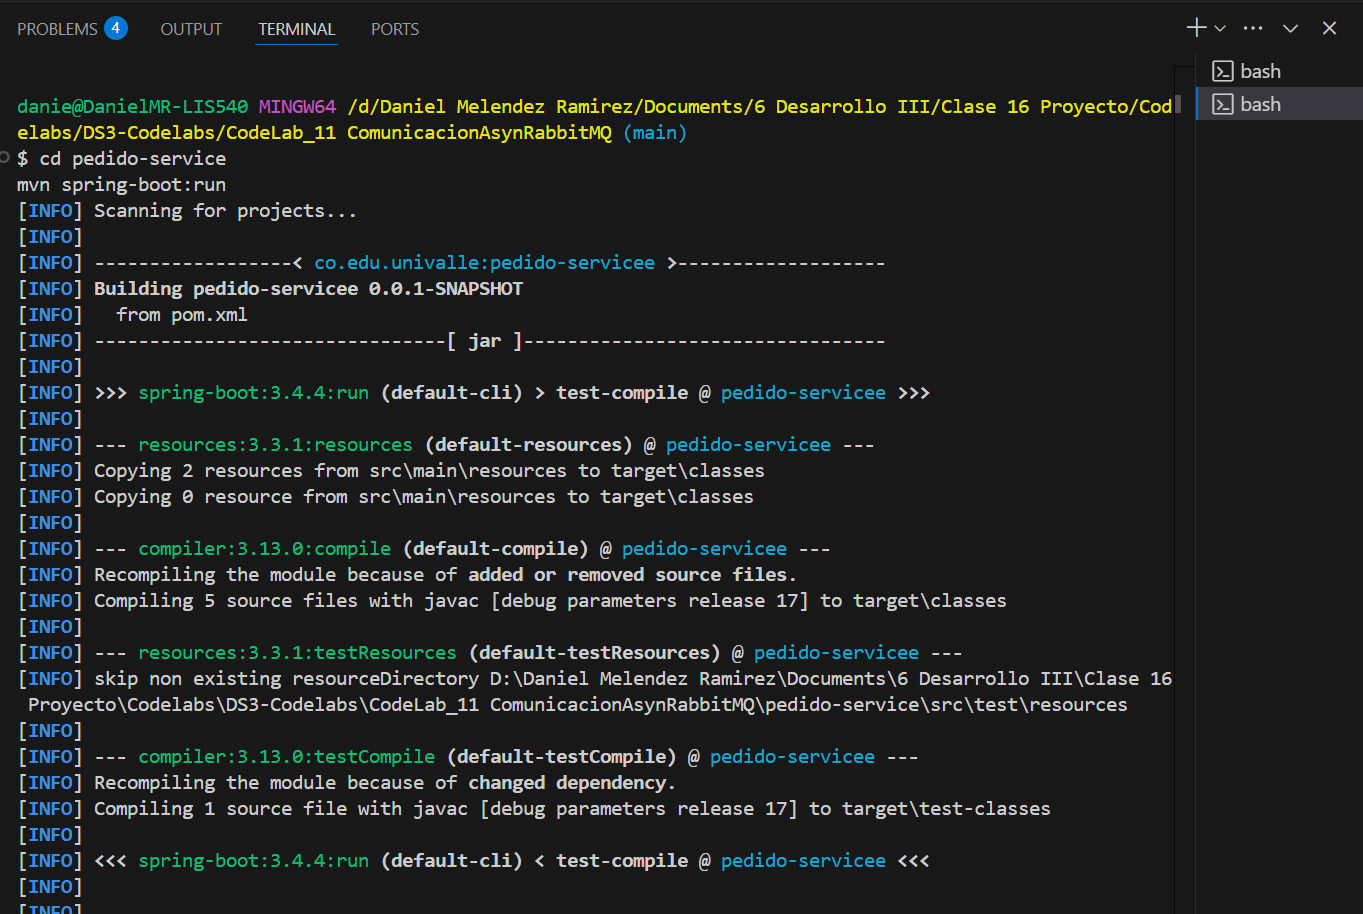 PROBLEMS 4 OUTPUT TERMINAL PORTS
bash
bash
danie@DanielMR-LIS540 MINGW64 /d/Daniel Melendez Ramirez/Documents/6 Desarrollo III/Clase 16 Proyecto/Cod
elabs/DS3-Codelabs/CodeLab_11 ComunicacionAsynRabbitMQ (main)
$ cd pedido-service
mvn spring-boot:run
[INFO] Scanning for projects...
[INFO]
[INFO] ------------------< co.edu.univalle:pedido-servicee >-------------------
[INFO] Building pedido-servicee 0.0.1-SNAPSHOT
[INFO]   from pom.xml
[INFO] --------------------------------[ jar ]---------------------------------
[INFO]
[INFO] >>> spring-boot:3.4.4:run (default-cli) > test-compile @ pedido-servicee >>>
[INFO]
[INFO] --- resources:3.3.1:resources (default-resources) @ pedido-servicee ---
[INFO] Copying 2 resources from src\main\resources to target\classes
[INFO] Copying 0 resource from src\main\resources to target\classes
[INFO]
[INFO] --- compiler:3.13.0:compile (default-compile) @ pedido-servicee ---
[INFO] Recompiling the module because of added or removed source files.
[INFO] Compiling 5 source files with javac [debug parameters release 17] to target\classes
[INFO]
[INFO] --- resources:3.3.1:testResources (default-testResources) @ pedido-servicee ---
[INFO] skip non existing resourceDirectory D:\Daniel Melendez Ramirez\Documents\6 Desarrollo III\Clase 16
 Proyecto\Codelabs\DS3-Codelabs\CodeLab_11 ComunicacionAsynRabbitMQ\pedido-service\src\test\resources
[INFO]
[INFO] --- compiler:3.13.0:testCompile (default-testCompile) @ pedido-servicee ---
[INFO] Recompiling the module because of changed dependency.
[INFO] Compiling 1 source file with javac [debug parameters release 17] to target\test-classes
[INFO]
[INFO] <<< spring-boot:3.4.4:run (default-cli) < test-compile @ pedido-servicee <<<
[INFO]
[INFO]